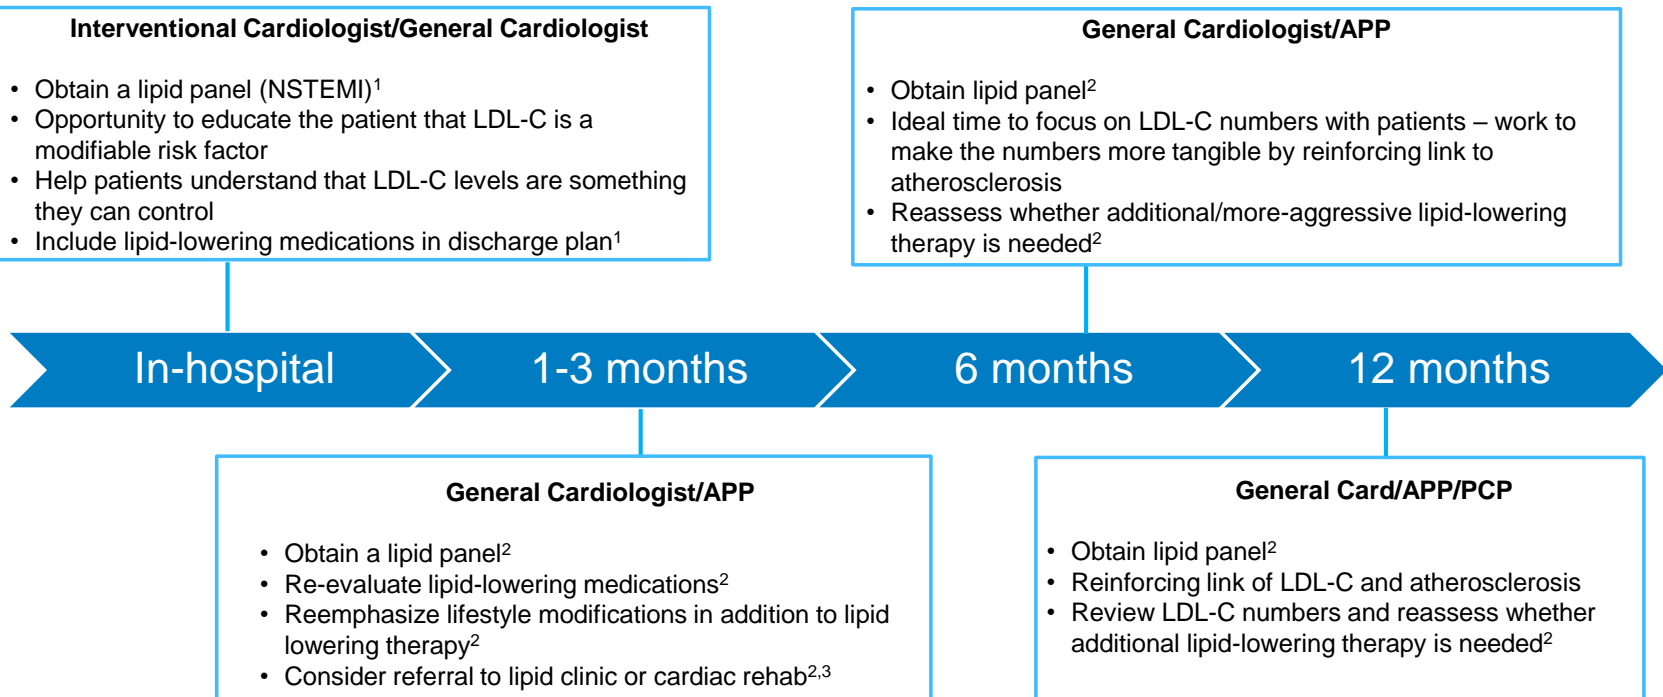 Interventional Cardiologist/General Cardiologist
• Obtain a lipid panel (NSTEMI)¹
• Opportunity to educate the patient that LDL-C is a
modifiable risk factor
• Help patients understand that LDL-C levels are something
they can control
• Include lipid-lowering medications in discharge plan¹
General Cardiologist/APP
• Obtain lipid panel²
• Ideal time to focus on LDL-C numbers with patients – work to
make the numbers more tangible by reinforcing link to
atherosclerosis
• Reassess whether additional/more-aggressive lipid-lowering
therapy is needed²
In-hospital
1-3 months
6 months
12 months
General Cardiologist/APP
• Obtain a lipid panel²
• Re-evaluate lipid-lowering medications²
• Reemphasize lifestyle modifications in addition to lipid
lowering therapy²
• Consider referral to lipid clinic or cardiac rehab²,³
General Card/APP/PCP
• Obtain lipid panel²
• Reinforcing link of LDL-C and atherosclerosis
• Review LDL-C numbers and reassess whether
additional lipid-lowering therapy is needed²